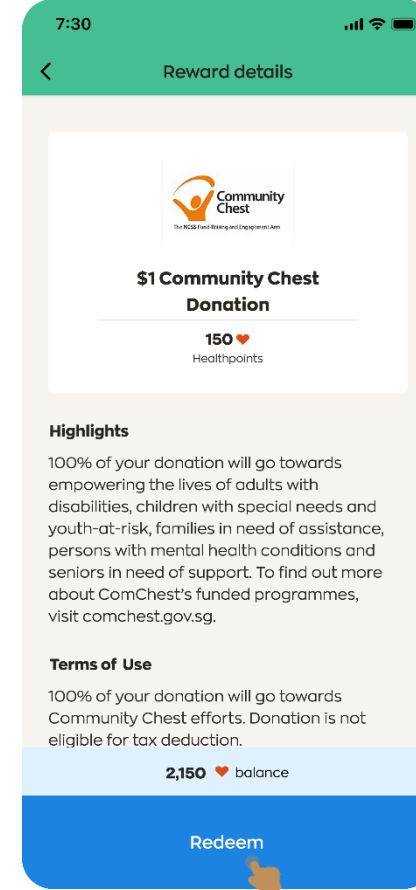 7:30
Reward details
Community
Chest
The NCSS Fund-Raising and Engagement Arm
$1 Community Chest
Donation
150
Healthpoints
Highlights
100% of your donation will go towards
empowering the lives of adults with
disabilities, children with special needs and
youth-at-risk, families in need of assistance,
persons with mental health conditions and
seniors in need of support. To find out more
about ComChest's funded programmes,
visit comchest.gov.sg.
Terms of Use
100% of your donation will go towards
Community Chest efforts. Donation is not
eligible for tax deduction.
2,150 balance
Redeem